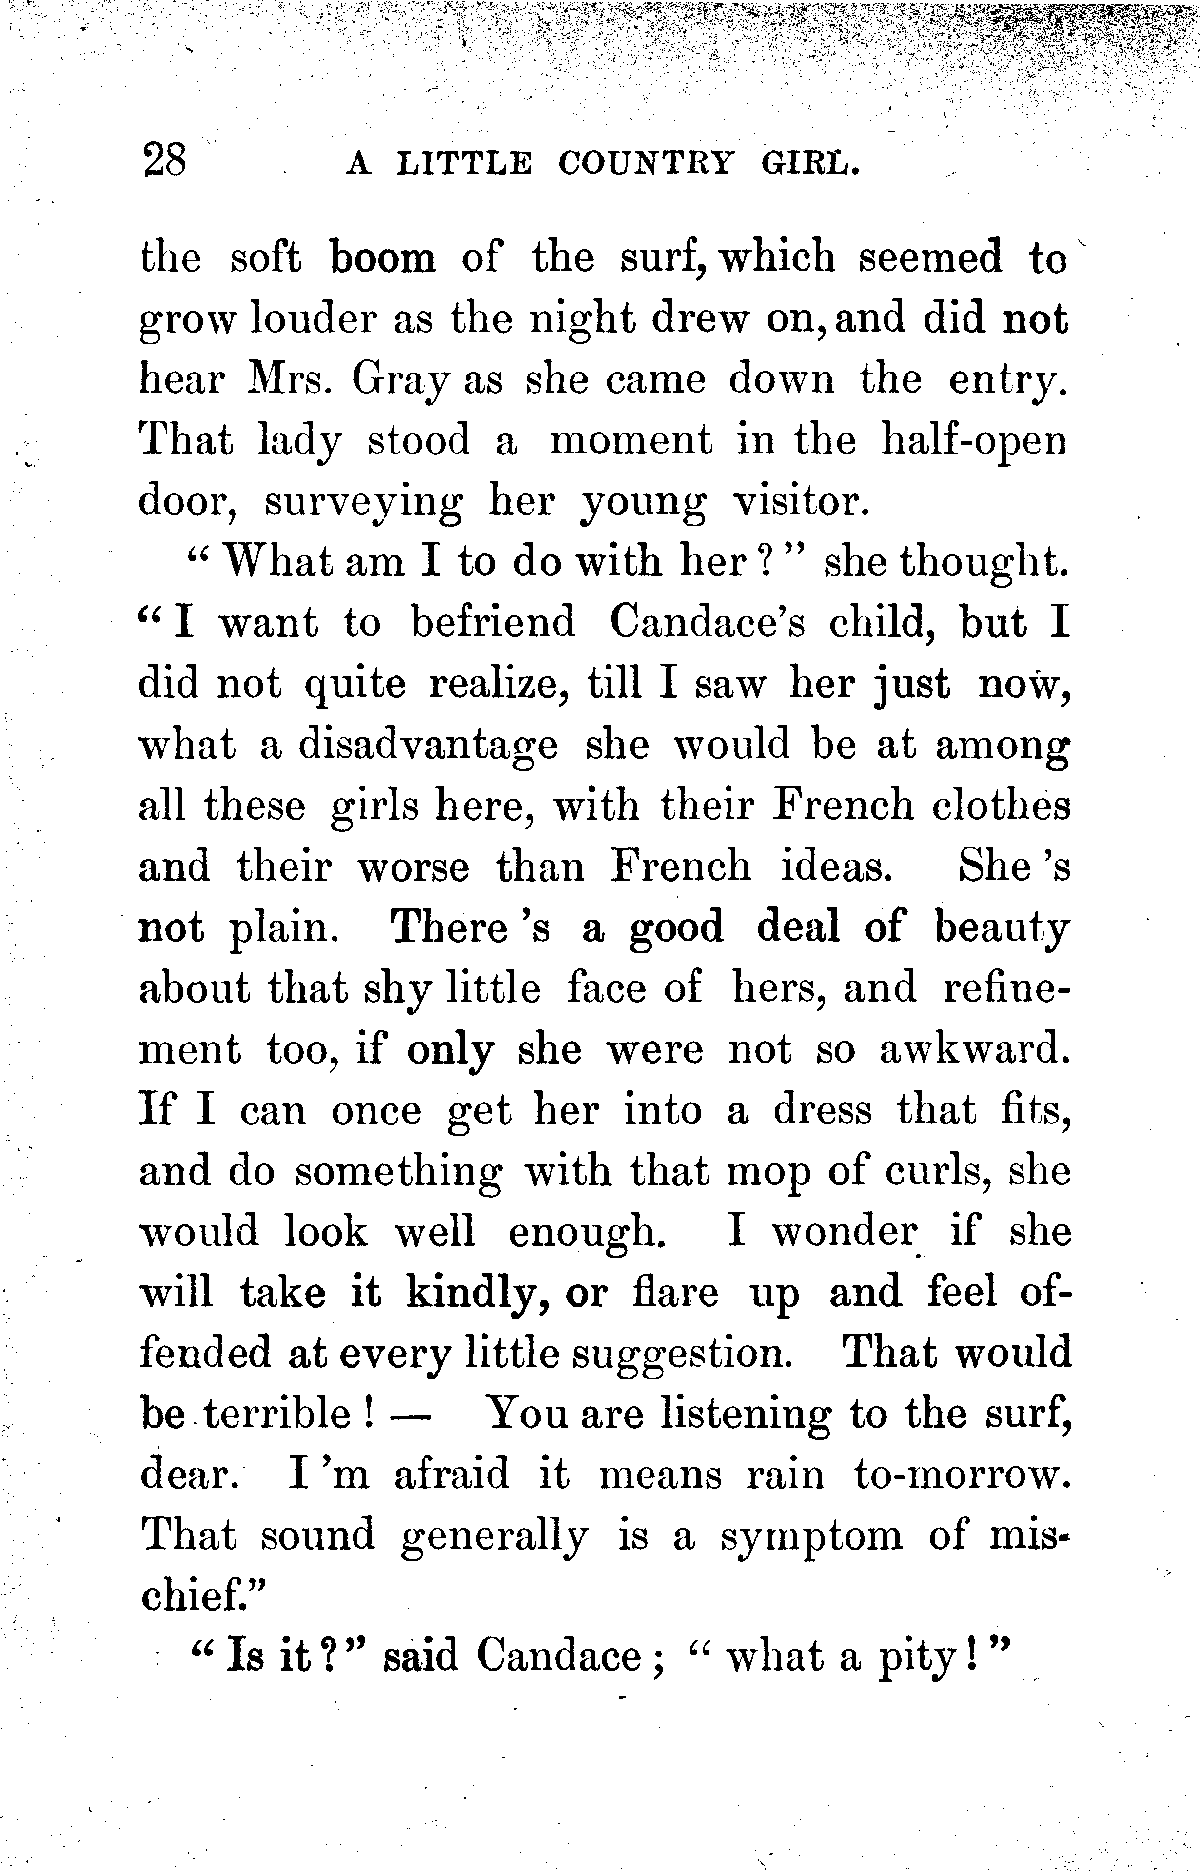 28 A LITTLE COUNTRY GIRL.
the soft boom of the surf, which seemed to
grow louder as the night drew on, and did not
hear Mrs. Gray as she came down the entry.
That lady stood a moment in the half-open
door, surveying her young visitor.
“ What am I to do with her ? ” she thought.
“ I want to befriend Candace’s child, but I
did not quite realize, till I saw her just now,
what a disadvantage she would be at among
all these girls here, with their French clothes
and their worse than French ideas. She ’s
not plain. There ’s a good deal of beauty
about that shy little face of hers, and refine-
ment too, if only she were not so awkward.
If I can once get her into a dress that fits,
and do something with that mop of curls, she
would look well enough. I wonder if she
will take it kindly, or flare up and feel of-
fended at every little suggestion. That would
be terrible ! — You are listening to the surf,
dear. I ’m afraid it means rain to-morrow.
That sound generally is a symptom of mis-
chief.”
“ Is it ? ” said Candace ; “ what a pity ! ”